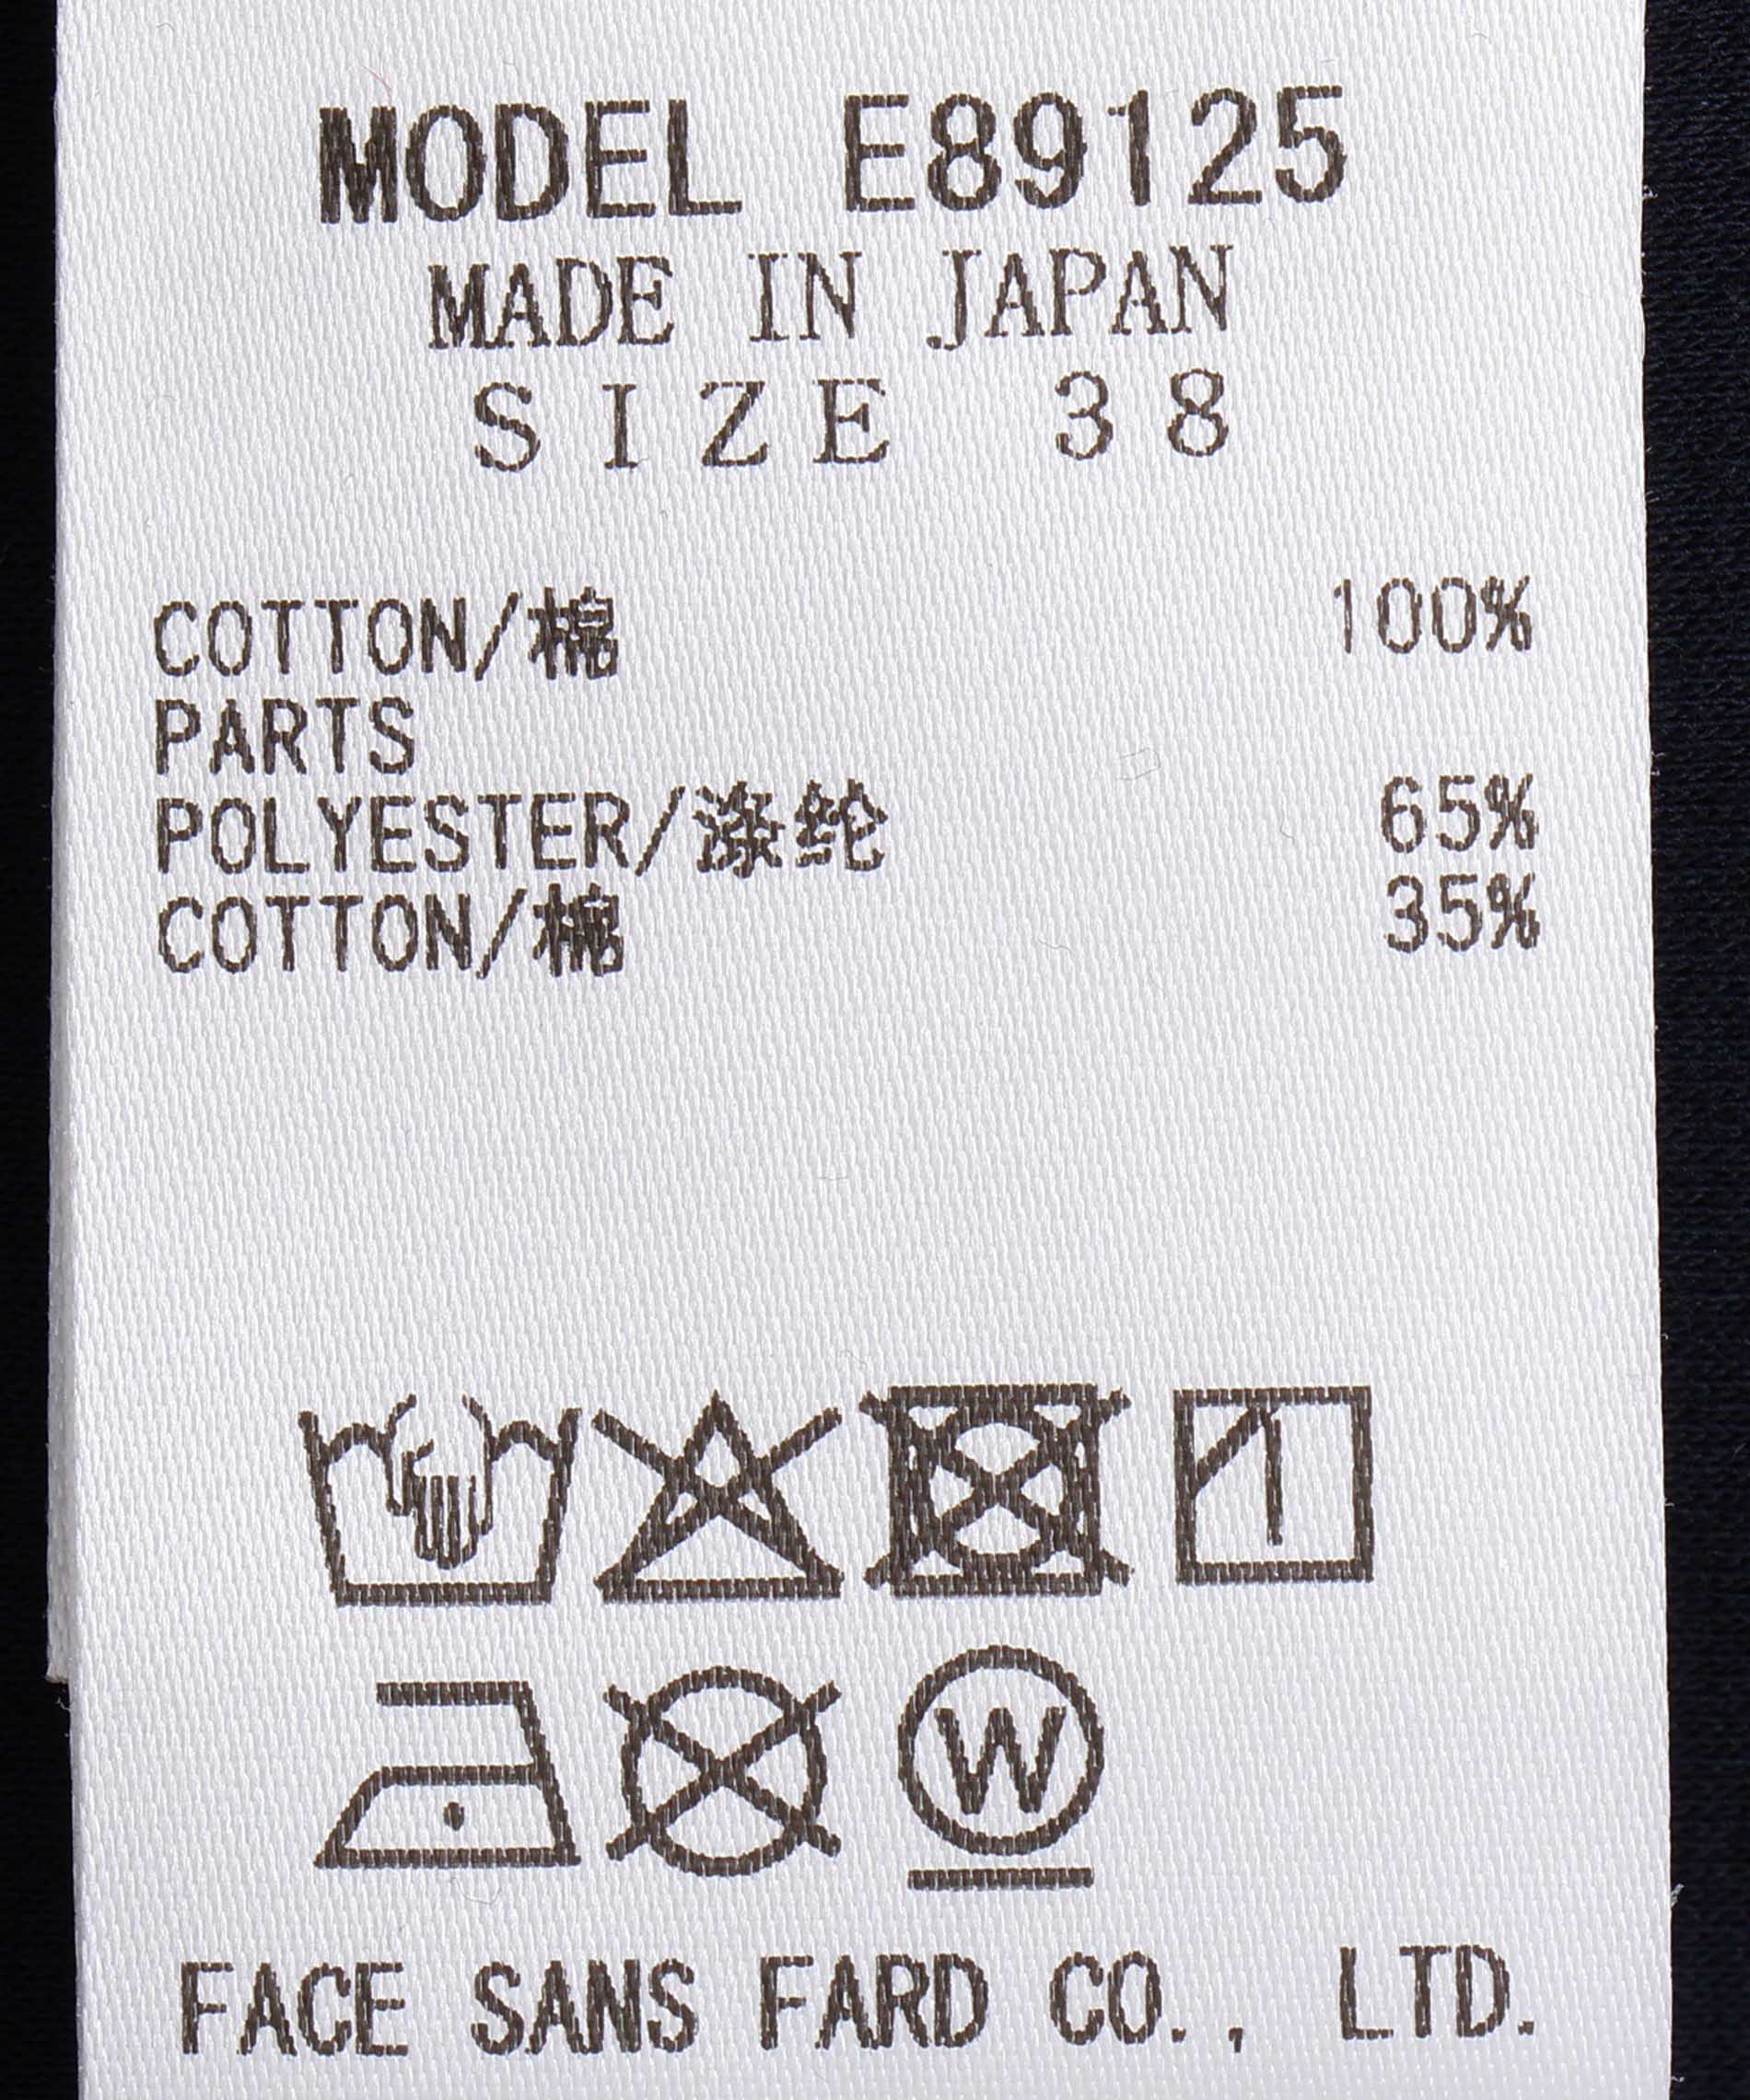 MODEL E89125
MADE IN JAPAN
SIZE 38
COTTON/棉 100%
PARTS
POLYESTER/涤纶 65%
COTTON/棉 35%
W
FACE SANS FARD CO., LTD.